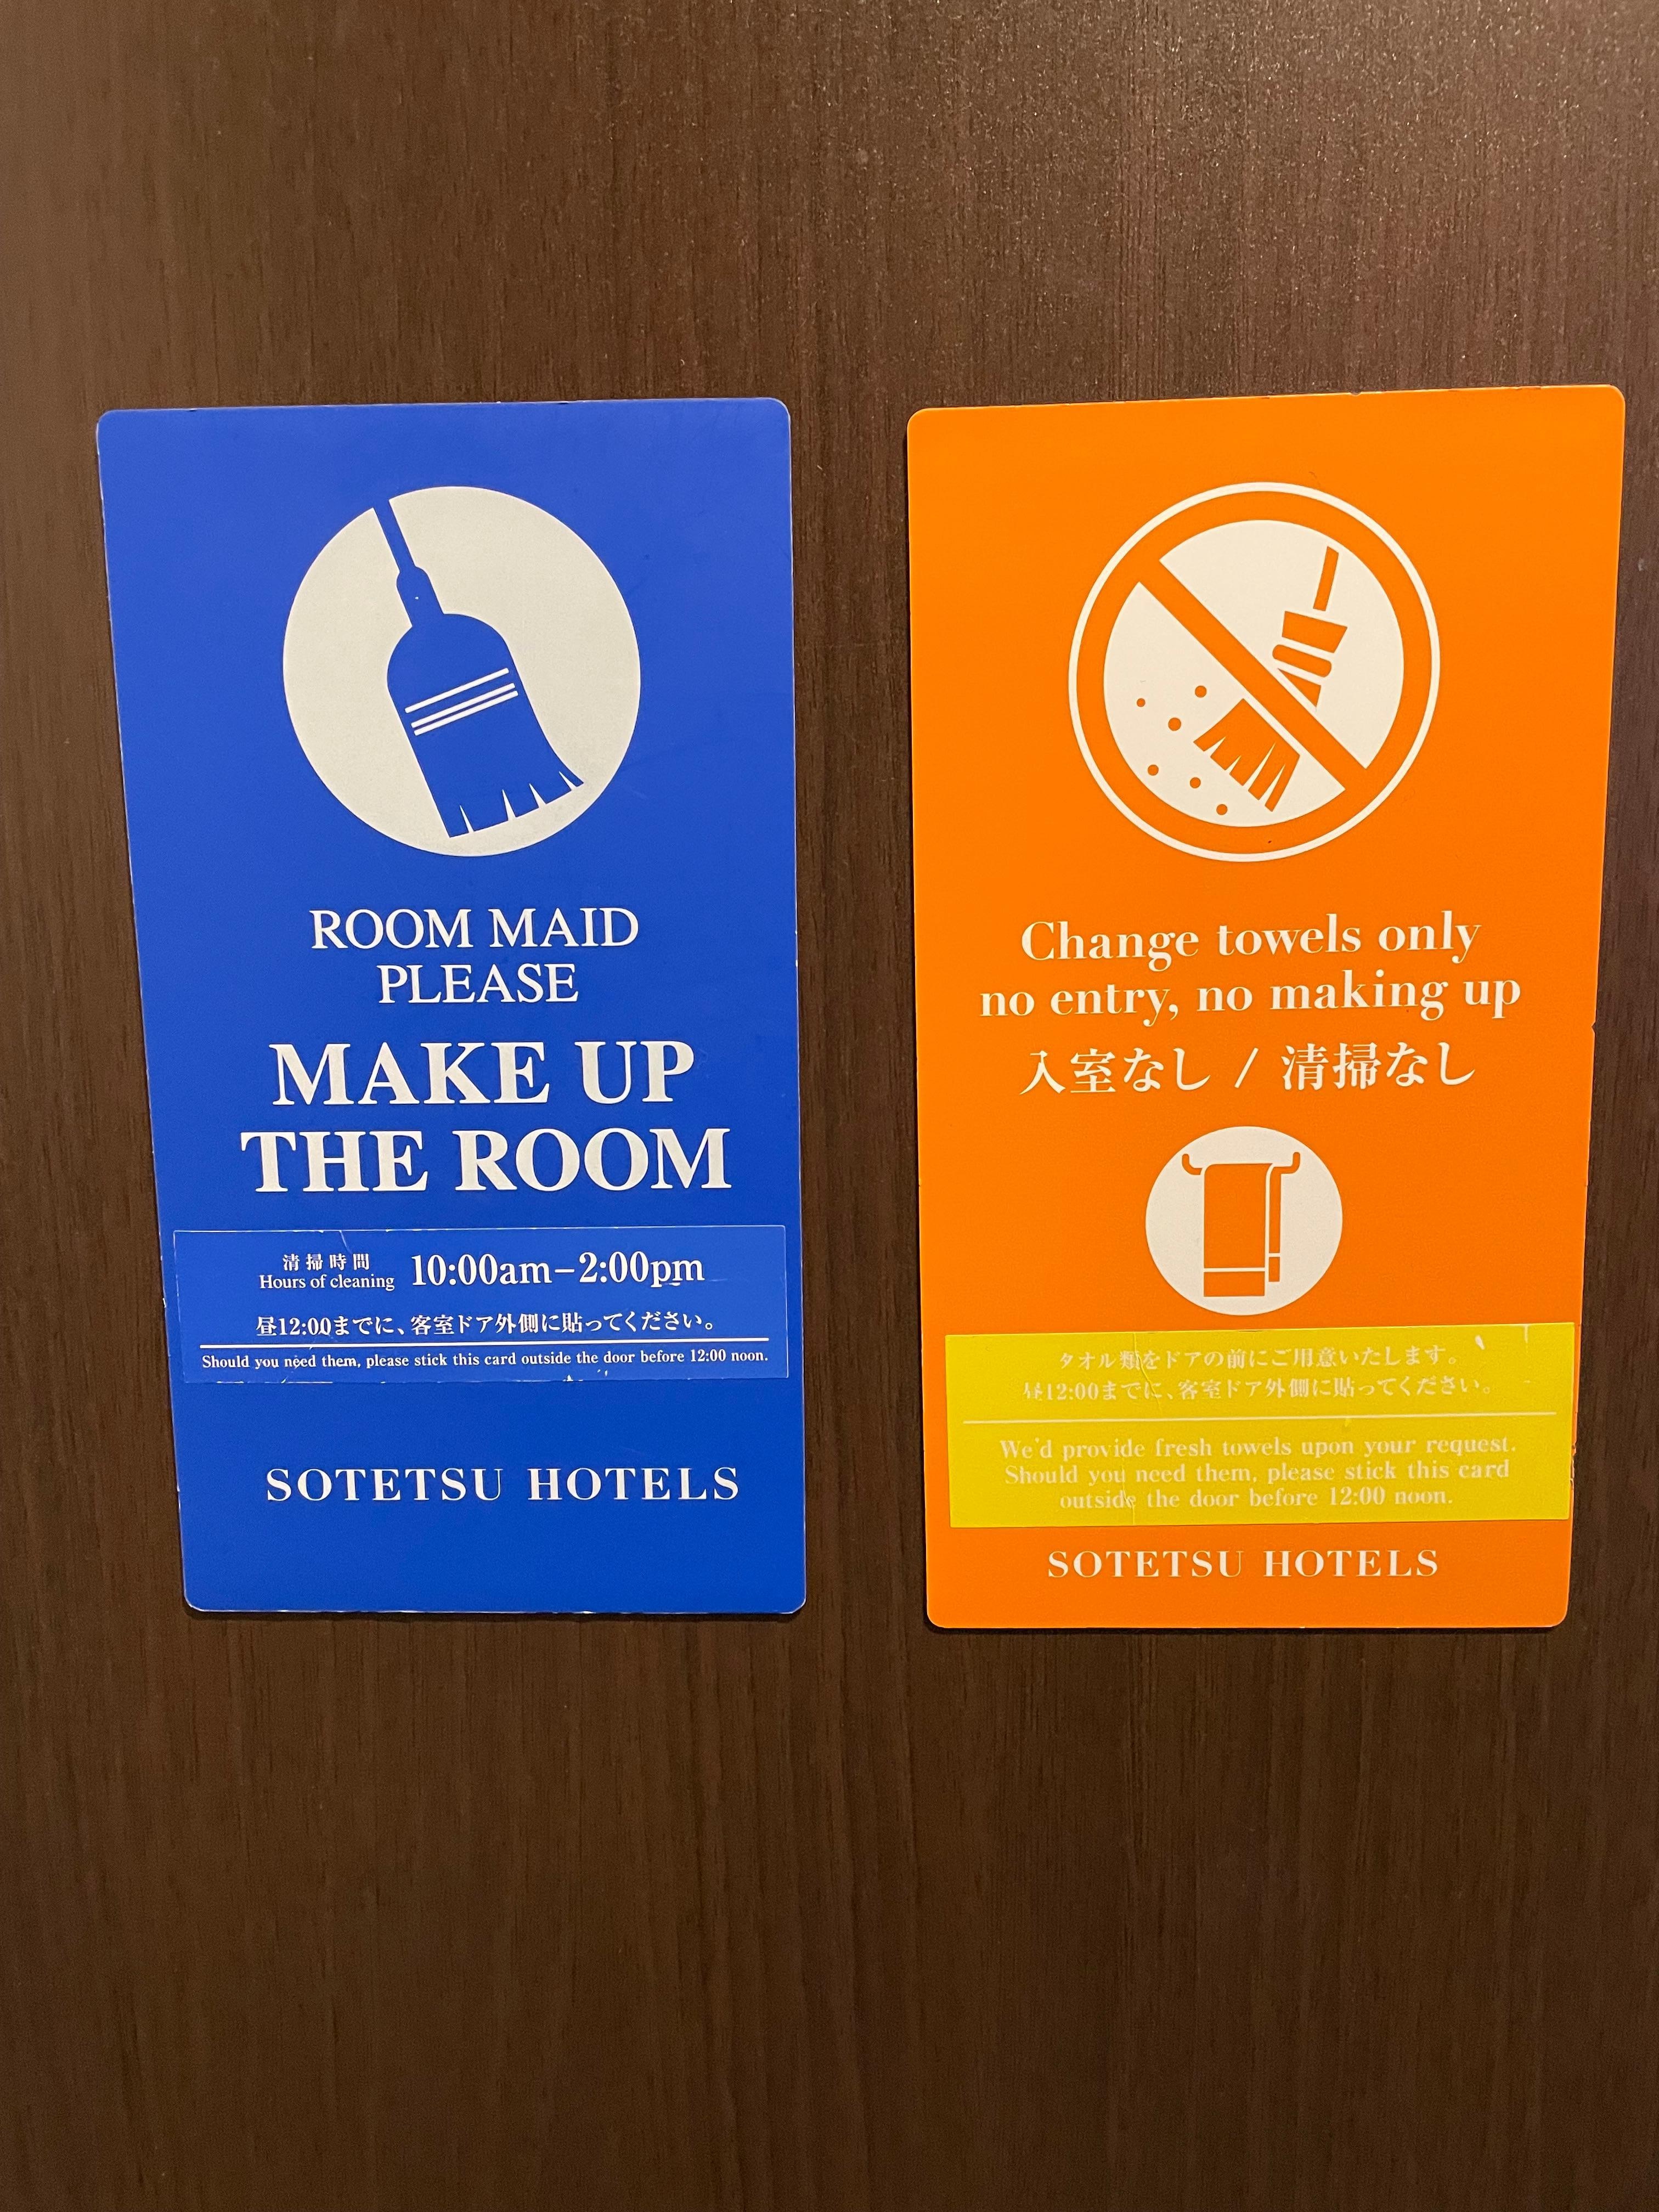 ROOM MAID
PLEASE
MAKE UP
THE ROOM
清掃時間
Hours of cleaning
10:00am–2:00pm
昼12:00までに、客室ドア外側に貼ってください。
Should you need them, please stick this card outside the door before 12:00 noon.
SOTETSU HOTELS
Change towels only
no entry, no making up
入室なし / 清掃なし
タオル類をドアの前にご用意いたします。
昼12:00までに、客室ドア外側に貼ってください。
We'd provide fresh towels upon your request.
Should you need them, please stick this card
outside the door before 12:00 noon.
SOTETSU HOTELS